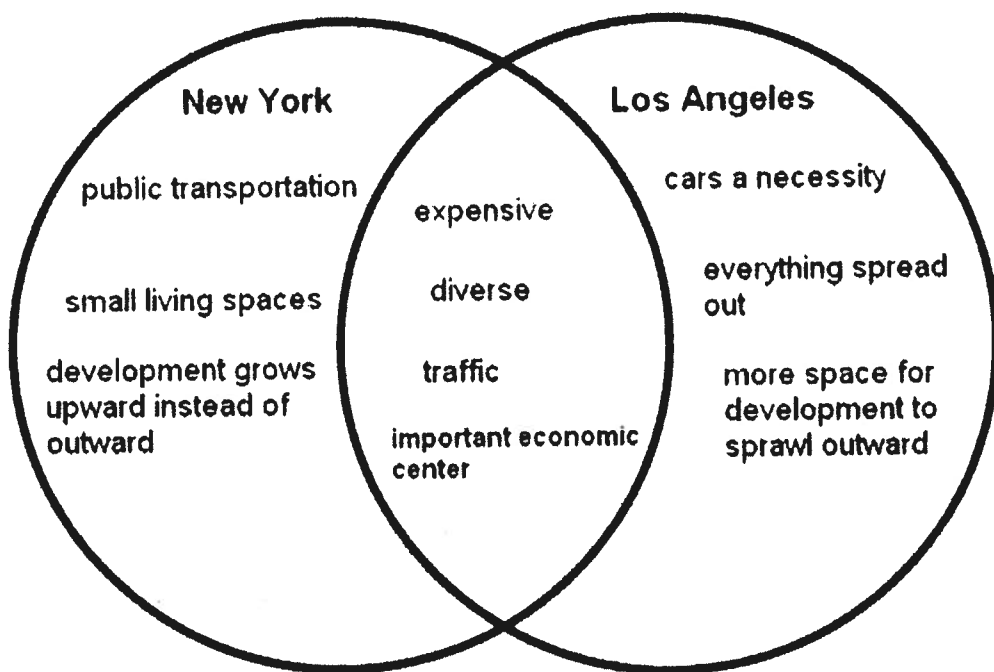 New York
public transportation
small living spaces
development grows
upward instead of
outward
expensive
diverse
traffic
important economic
center
Los Angeles
cars a necessity
everything spread
out
more space for
development to
sprawl outward